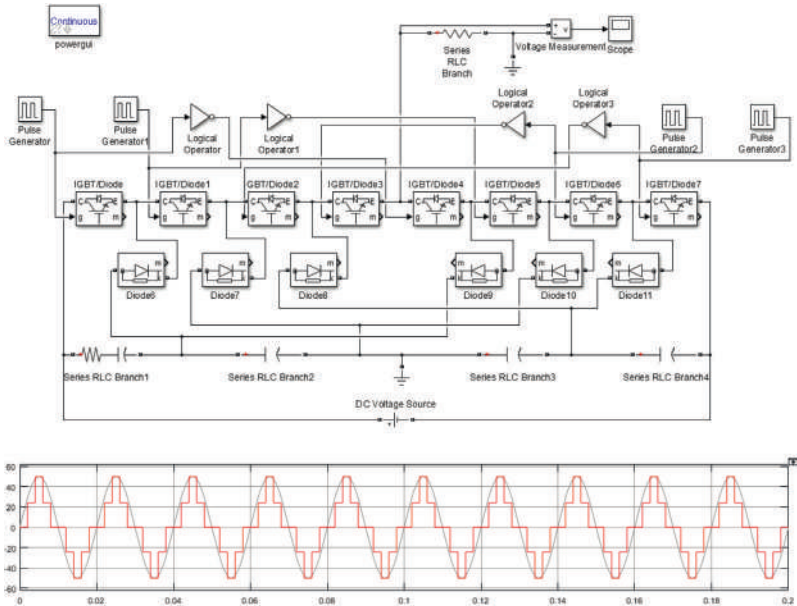 Continuous
powergui
Series
RLC
Branch
+
-
v
Voltage Measurement
Scope
Pulse
Generator
Pulse
Generator1
Logical
Operator
Logical
Operator1
Logical
Operator2
Logical
Operator3
Pulse
Generator2
Pulse
Generator3
IGBT/Diode
IGBT/Diode1
GBT/Diode2
IGBT/Diode3
IGBT/Diode4
IGBT/Diode5
IGBT/Diode6
IGBT/Diode7
C E
g m
C E
g m
C E
g m
C E
g m
C E
g m
C E
g m
C E
g m
C E
g m
m
m
m
m
m
m
Diode6
Diode7
Diode8
Diode9
Diode10
Diode11
Series RLC Branch1
Series RLC Branch2
Series RLC Branch3
Series RLC Branch4
DC Voltage Source
+
60
40
20
0
-20
-40
-60
0 0.02 0.04 0.06 0.08 0.1 0.12 0.14 0.16 0.18 0.2